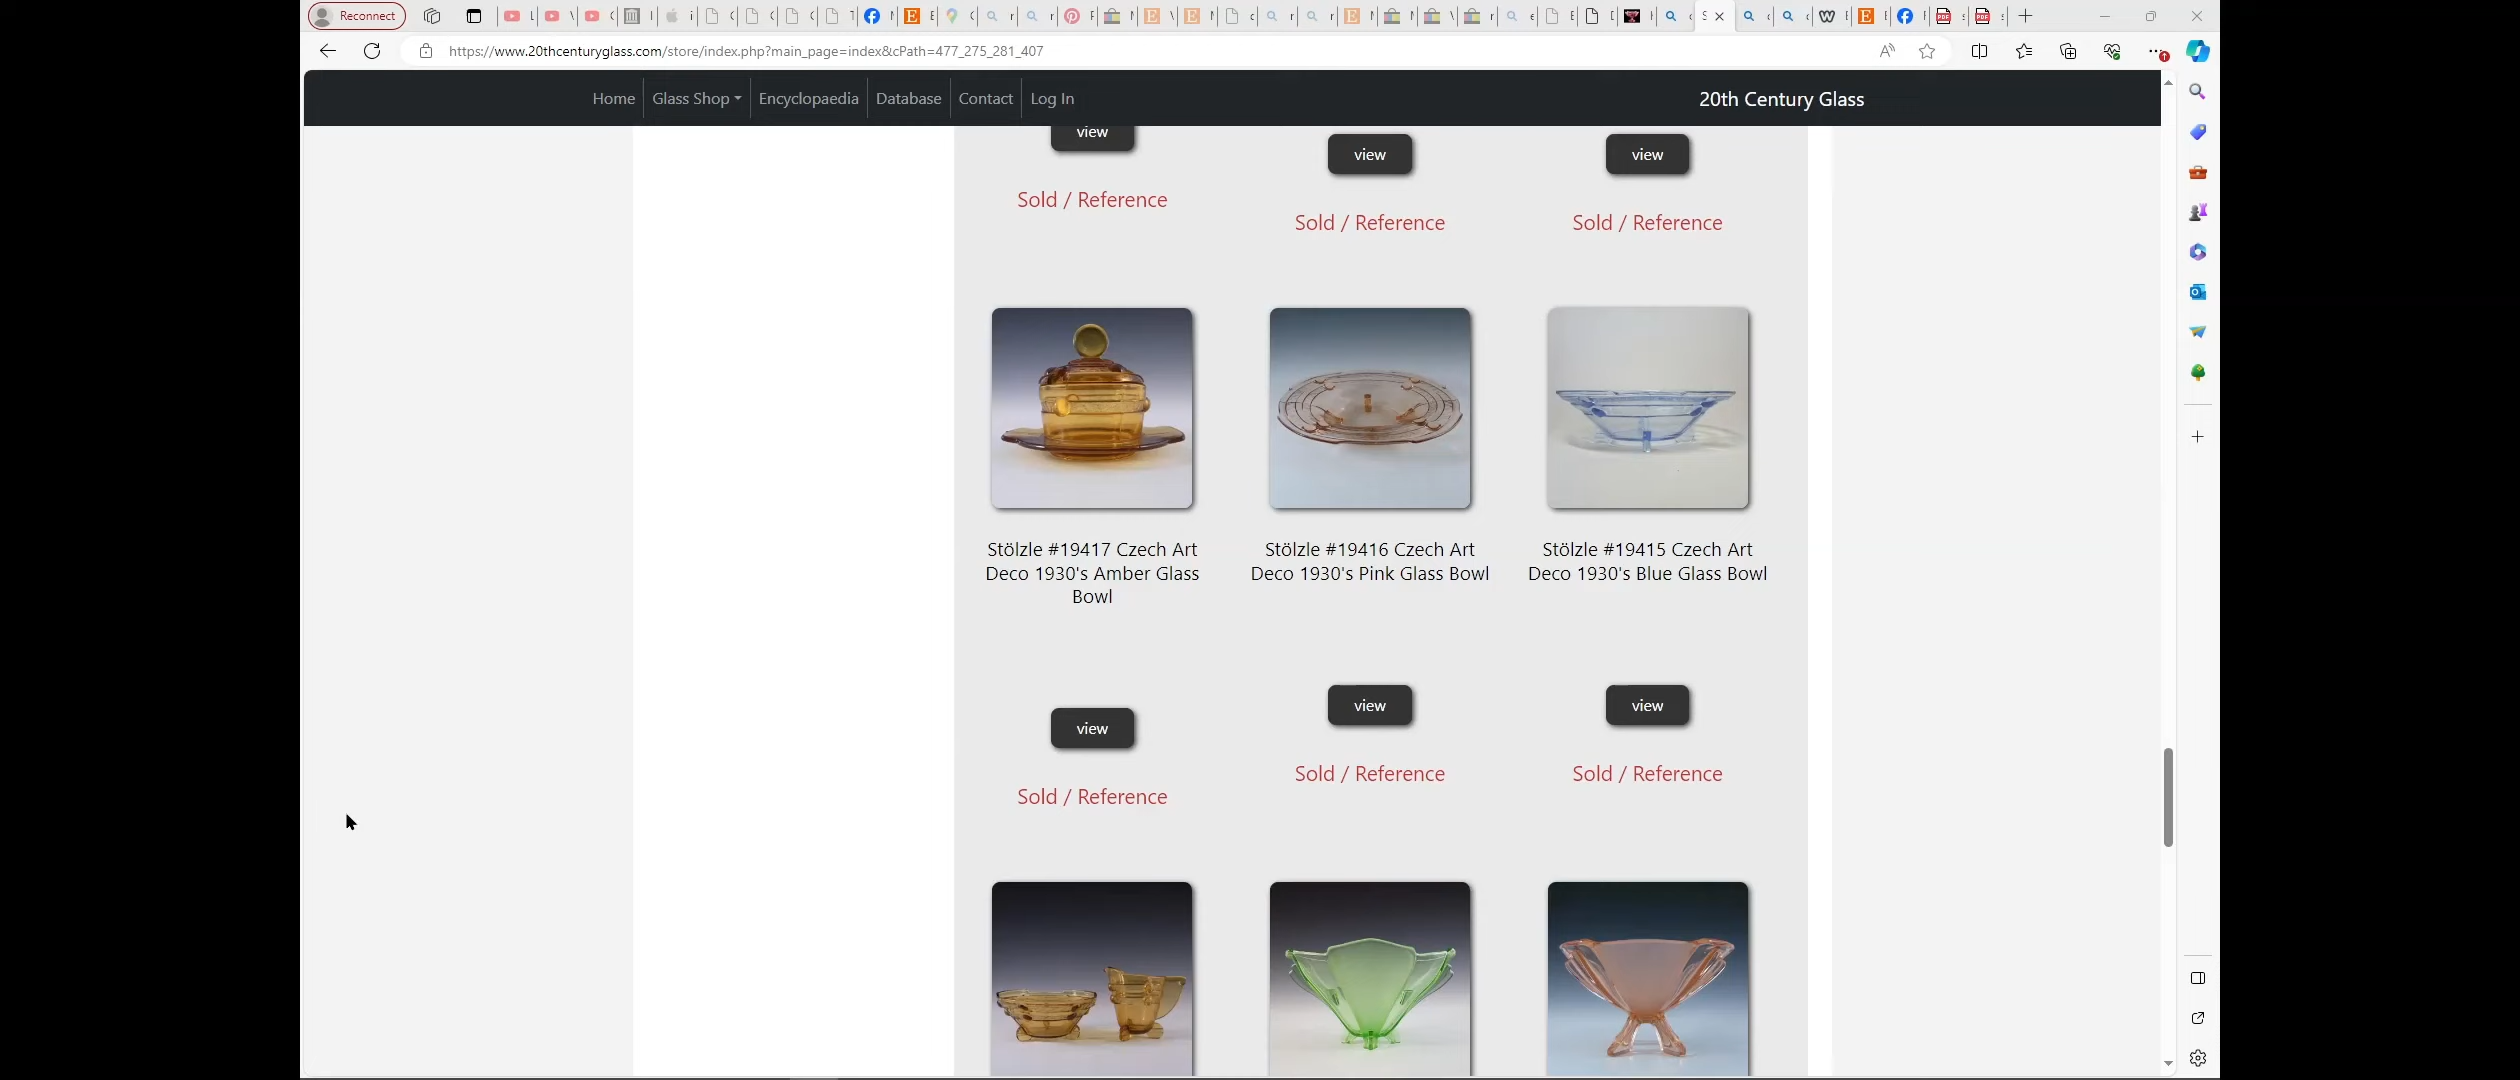 Reconnect
https://www.20thcenturyglass.com/store/index.php?main_page=index&cPath=477_275_281_407
Home
Glass Shop
Encyclopaedia
Database
Contact
Log In
20th Century Glass
view
view
view
Sold / Reference
Sold / Reference
Sold / Reference
Stölzle #19417 Czech Art
Deco 1930's Amber Glass
Bowl
Stölzle #19416 Czech Art
Deco 1930's Pink Glass Bowl
Stölzle #19415 Czech Art
Deco 1930's Blue Glass Bowl
view
view
view
Sold / Reference
Sold / Reference
Sold / Reference